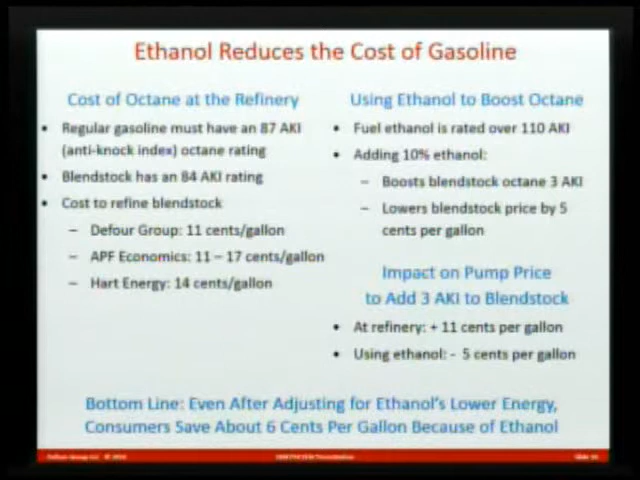 Ethanol Reduces the Cost of Gasoline
Cost of Octane at the Refinery
• Regular gasoline must have an 87 AKI
(anti-knock index) octane rating
• Blendstock has an 84 AKI rating
• Cost to refine blendstock
– Defour Group: 11 cents/gallon
– APF Economics: 11 – 17 cents/gallon
– Hart Energy: 14 cents/gallon
Using Ethanol to Boost Octane
• Fuel ethanol is rated over 110 AKI
• Adding 10% ethanol:
– Boosts blendstock octane 3 AKI
– Lowers blendstock price by 5
cents per gallon
Impact on Pump Price
to Add 3 AKI to Blendstock
• At refinery: + 11 cents per gallon
• Using ethanol: - 5 cents per gallon
Bottom Line: Even After Adjusting for Ethanol's Lower Energy,
Consumers Save About 6 Cents Per Gallon Because of Ethanol
Defour Group
Slide